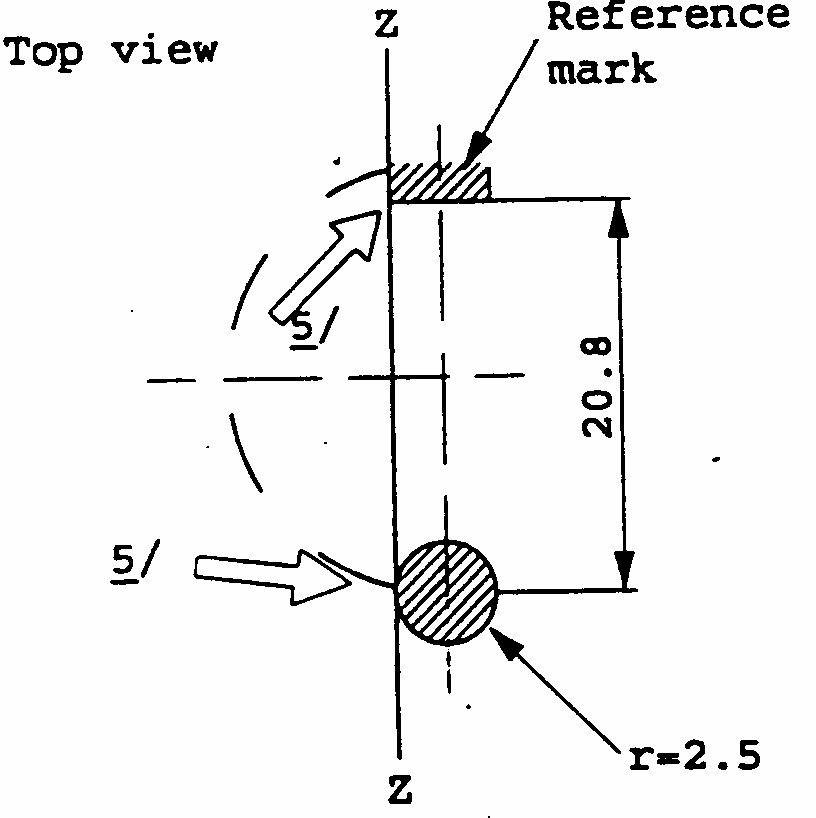 Top view
Z
Reference
mark
5/
20.8
5/
r=2.5
Z